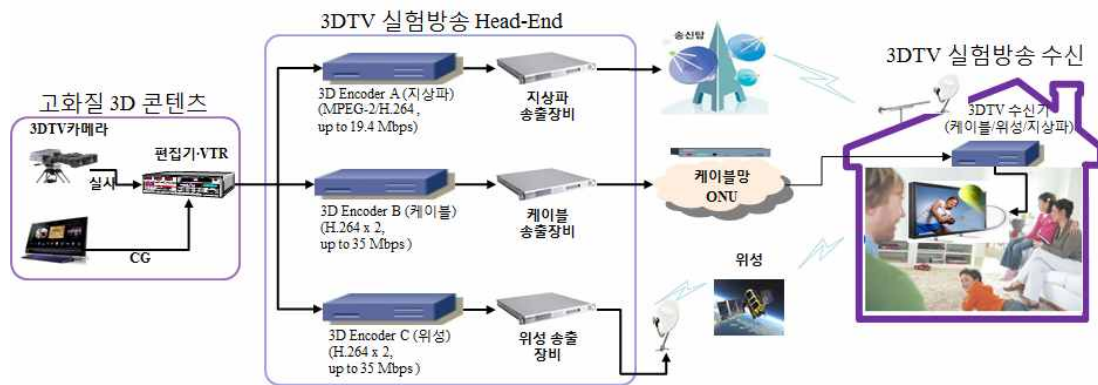 3DTV 실험방송 Head-End
고화질 3D 콘텐츠
3DTV카메라
편집기·VTR
실사
CG
3D Encoder A (지상파)
(MPEG-2/H.264 ,
up to 19.4 Mbps)
지상파
송출장비
송신탑
3D Encoder B (케이블)
(H.264 x 2,
up to 35 Mbps )
케이블
송출장비
케이블망
ONU
3D Encoder C (위성)
(H.264 x 2,
up to 35 Mbps )
위성 송출
장비
위성
3DTV 실험방송 수신
3DTV 수신기
(케이블/위성/지상파)